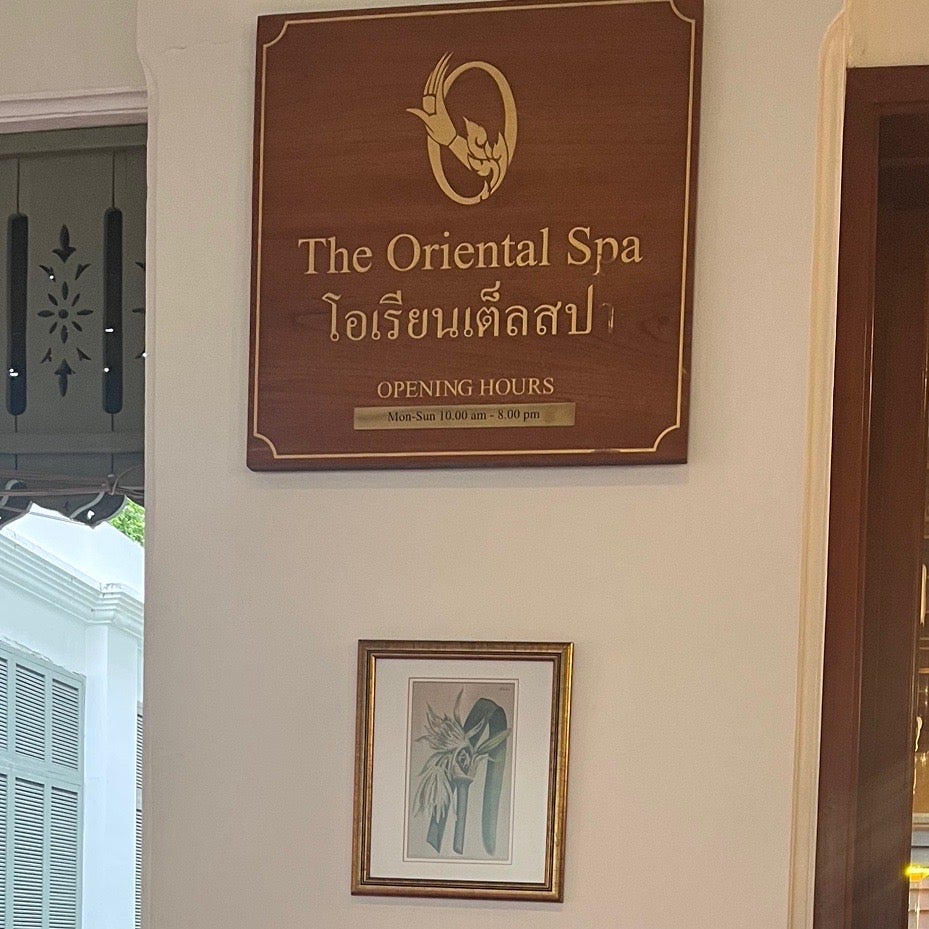 The Oriental Spa
โอเรียนเต็ลสปา
OPENING HOURS
Mon-Sun 10.00 am - 8.00 pm